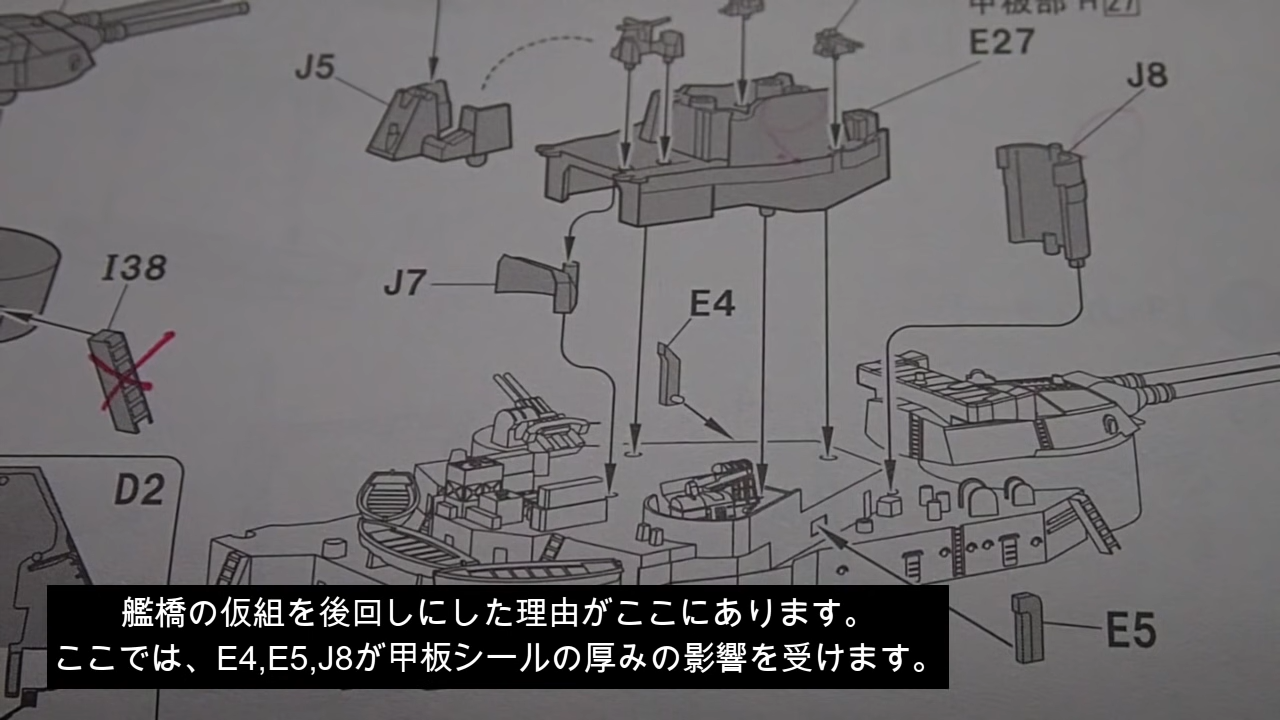 甲板部 H 27
E27
J5
J8
I38
J7
E4
D2
E5
艦橋の仮組を後回しにした理由がここにあります。
ここでは、E4,E5,J8が甲板シールの厚みの影響を受けます。